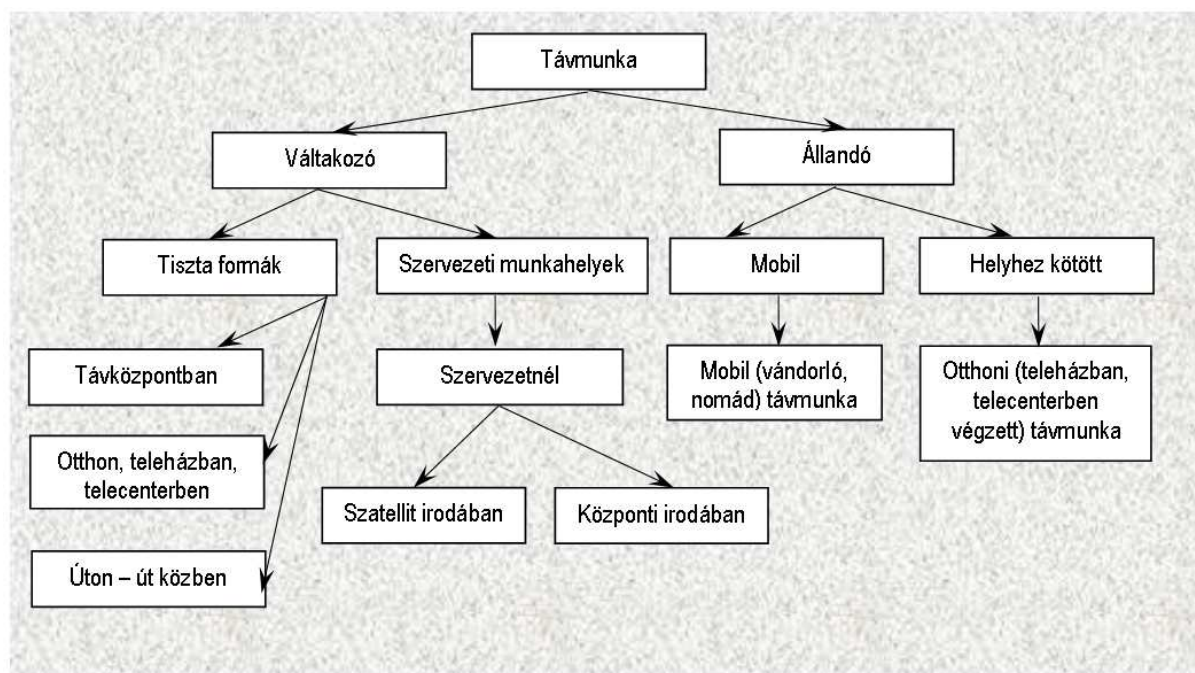 Távmunka
Váltakozó
Állandó
Tiszta formák
Szervezeti munkahelyek
Mobil
Helyhez kötött
Távközpontban
Szervezetnél
Mobil (vándorló,
nomád) távmunka
Otthoni (teleházban,
telecenterben
végzett) távmunka
Otthon, teleházban,
telecenterben
Szatellit irodában
Központi irodában
Úton – út közben